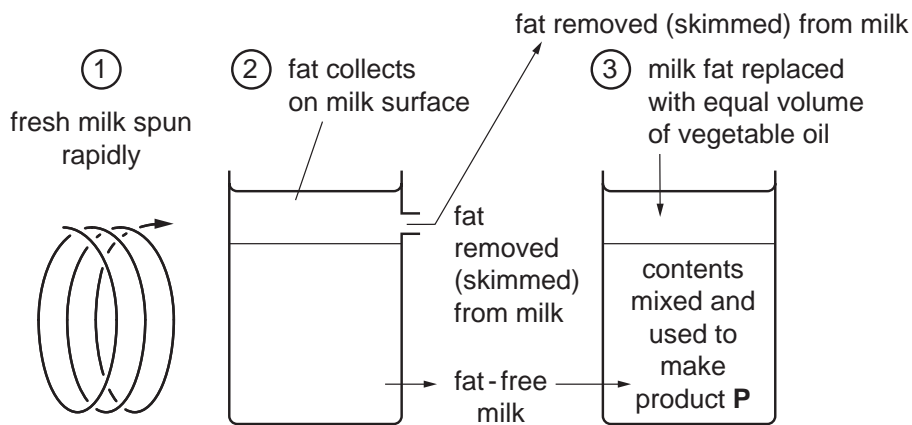 fat removed (skimmed) from milk
1
fresh milk spun
rapidly
2 fat collects
on milk surface
3 milk fat replaced
with equal volume
of vegetable oil
fat
removed
(skimmed)
from milk
contents
mixed and
used to
make
product P
fat-free
milk